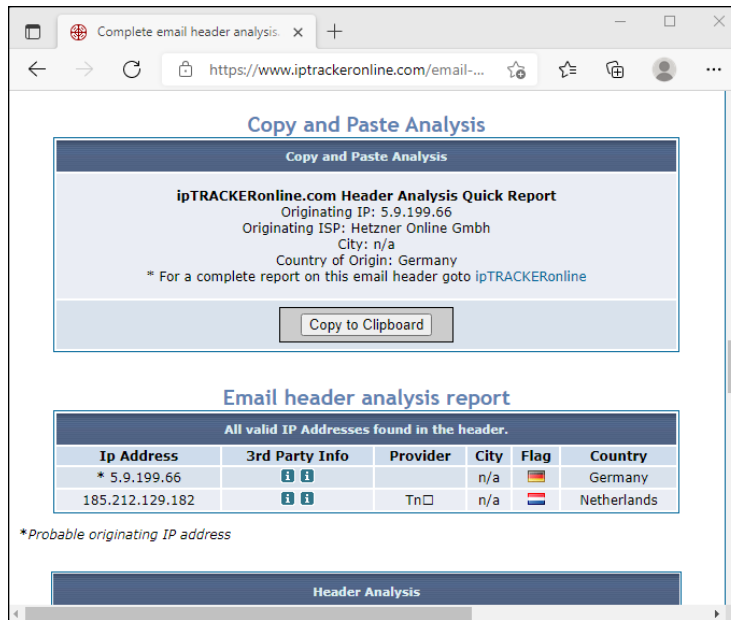 Complete email header analysis.
https://www.iptrackeronline.com/email-...
Copy and Paste Analysis
Copy and Paste Analysis
ipTRACKERonline.com Header Analysis Quick Report
Originating IP: 5.9.199.66
Originating ISP: Hetzner Online Gmbh
City: n/a
Country of Origin: Germany
* For a complete report on this email header goto ipTRACKERonline
Copy to Clipboard
Email header analysis report
All valid IP Addresses found in the header.
Ip Address 3rd Party Info Provider City Flag Country
* 5.9.199.66 i i n/a Germany
185.212.129.182 i i Tn□ n/a Netherlands
*Probable originating IP address
Header Analysis